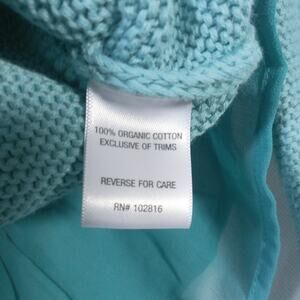 100% ORGANIC COTTON
EXCLUSIVE OF TRIMS
REVERSE FOR CARE
RN# 102816